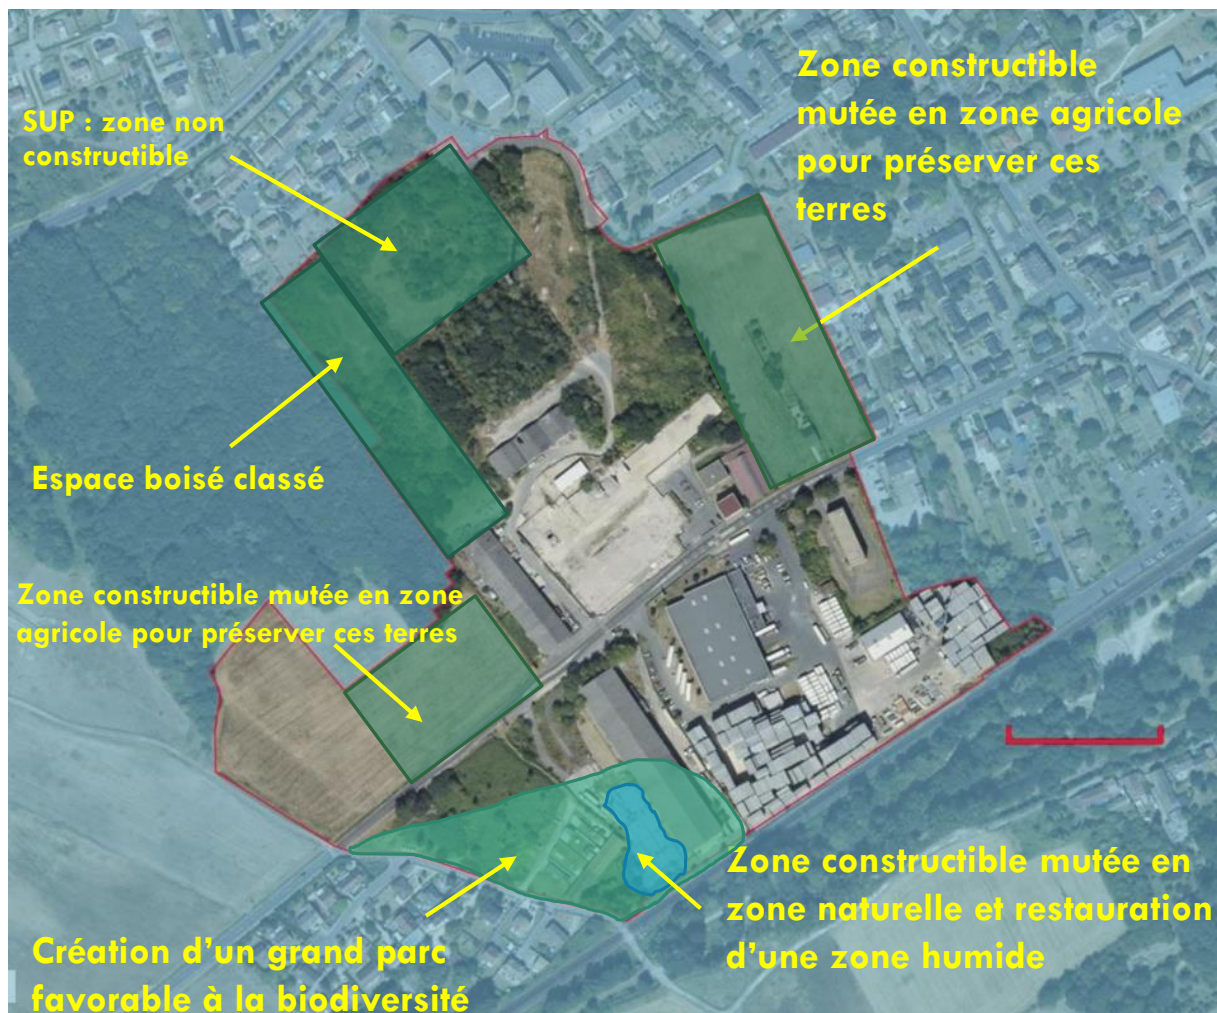 Zone constructible
mutée en zone agricole
pour préserver ces
terres
SUP : zone non
constructible
Espace boisé classé
Zone constructible mutée en zone
agricole pour préserver ces terres
Zone constructible mutée en
zone naturelle et restauration
d’une zone humide
Création d’un grand parc
favorable à la biodiversité